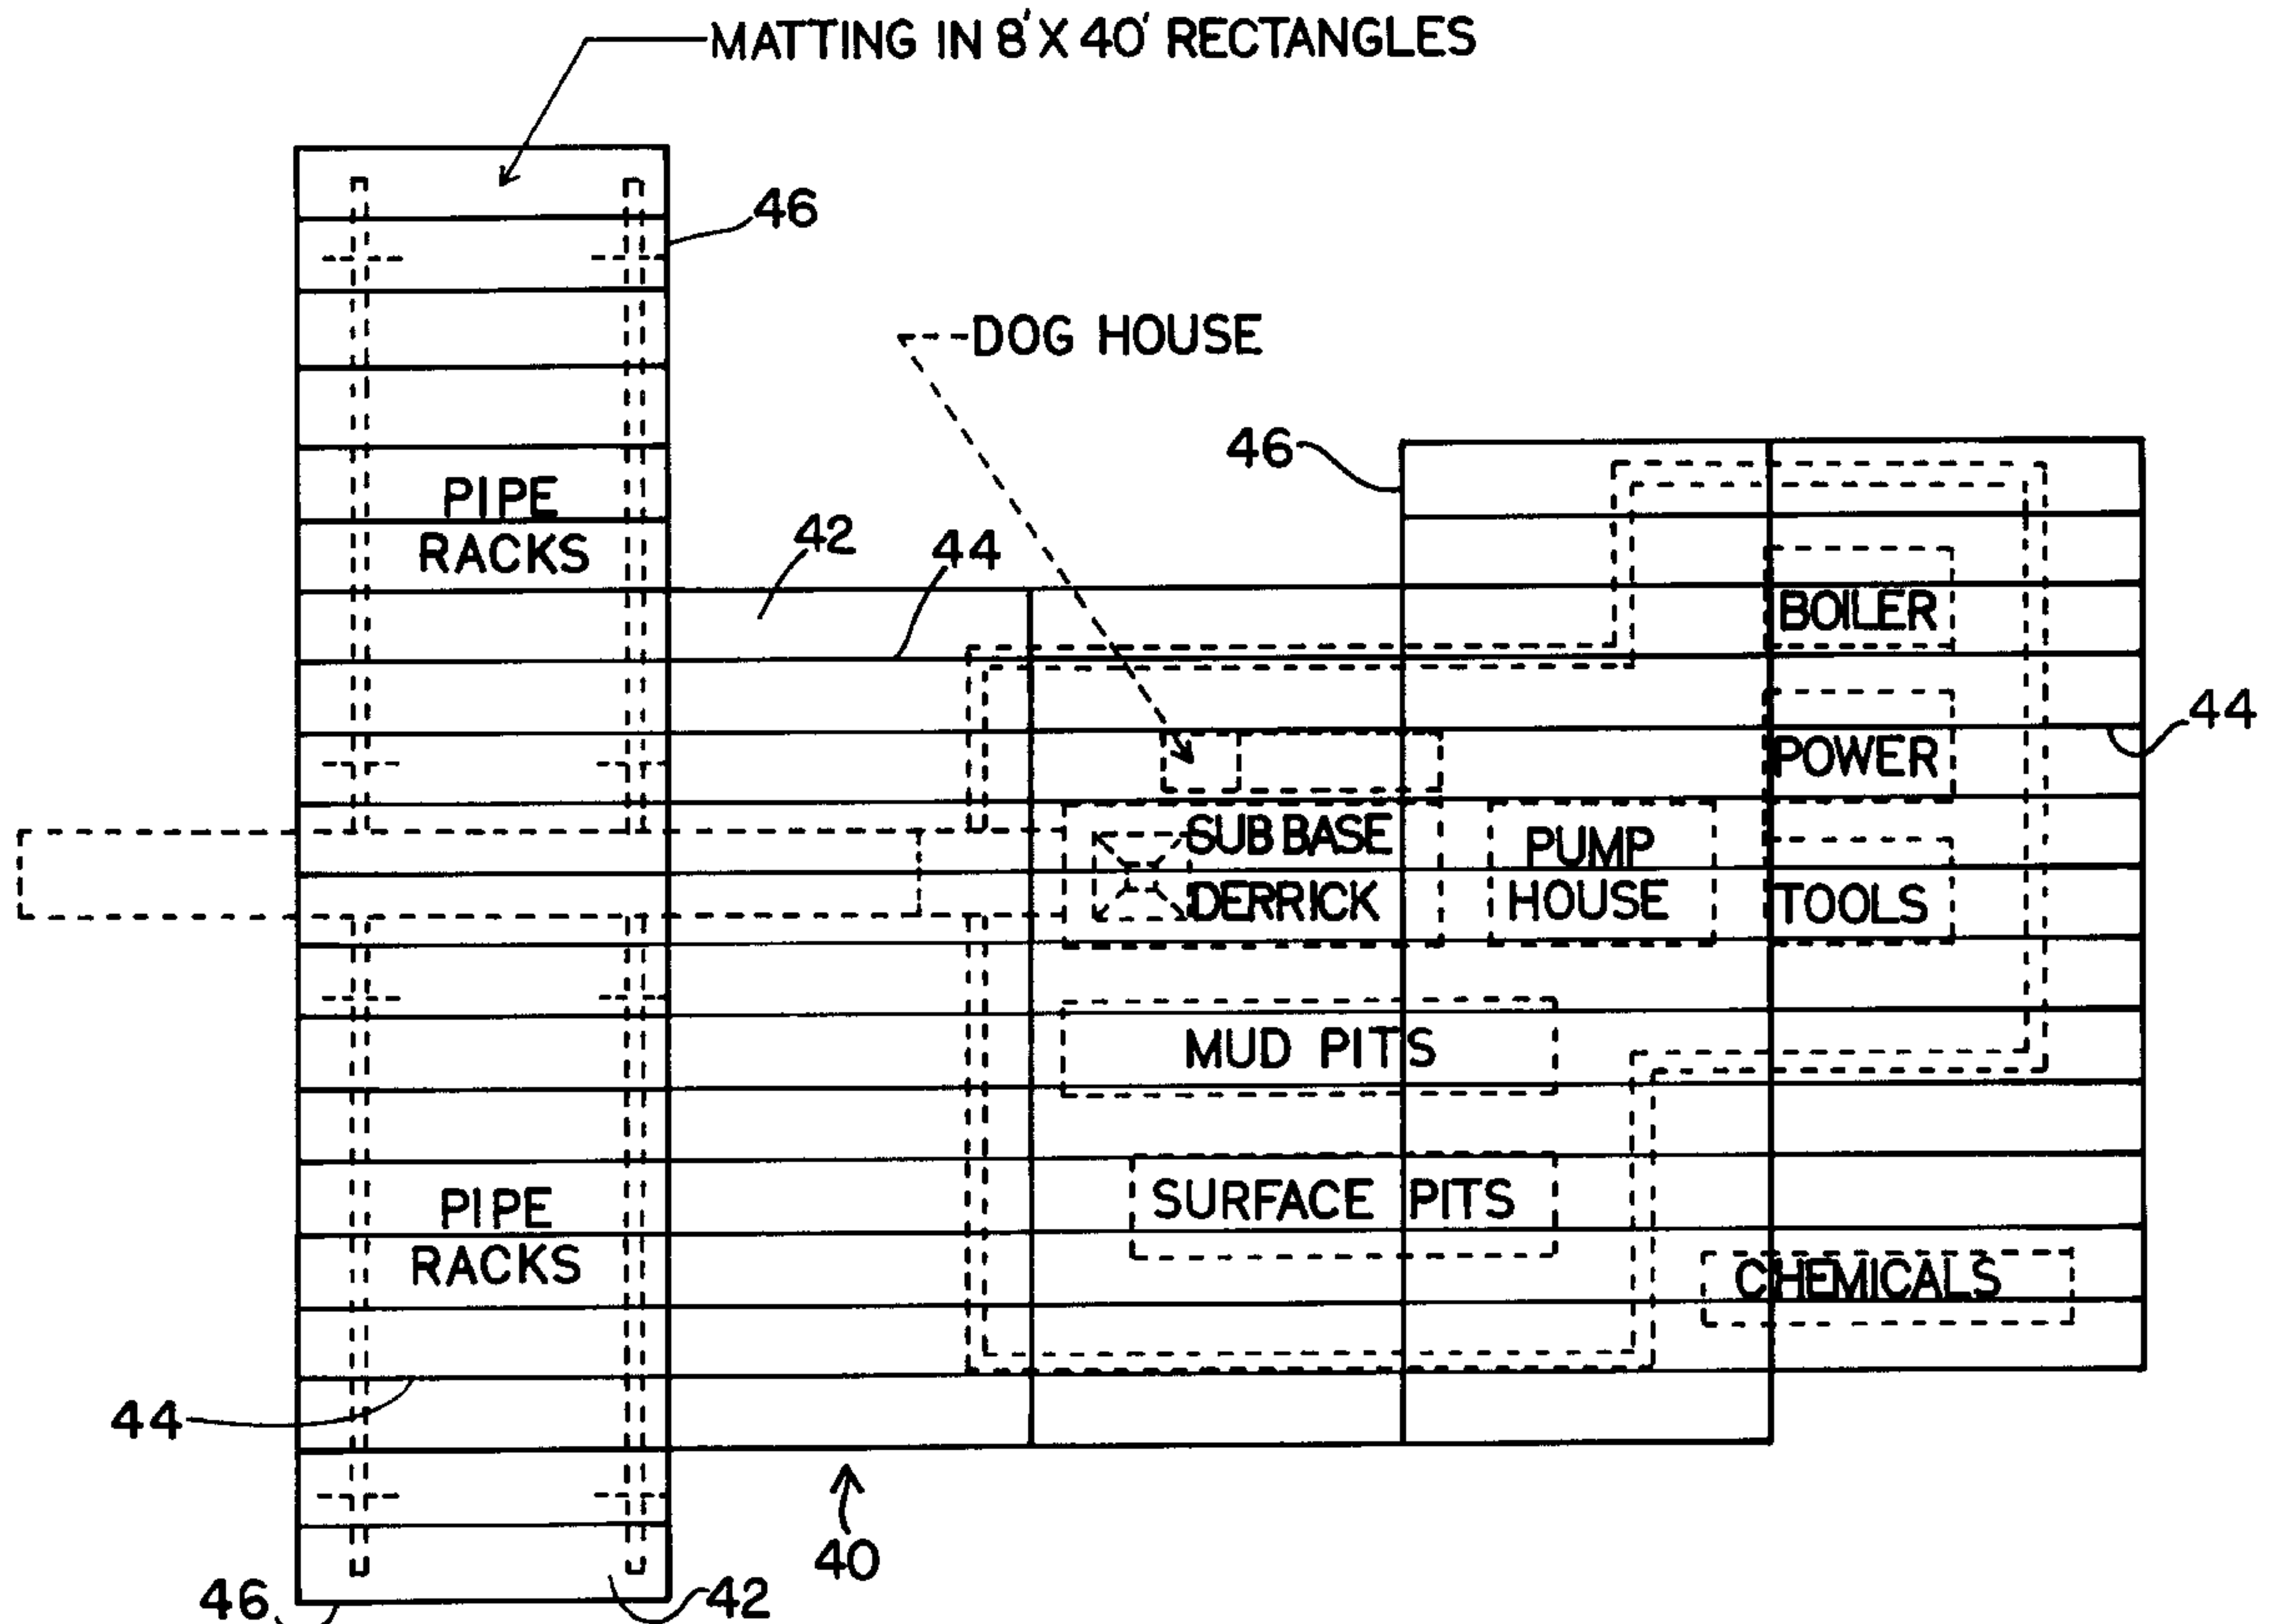 MATTING IN 8' X 40' RECTANGLES
46
DOG HOUSE
46
PIPE
RACKS
42
44
BOILER
44
POWER
SUB BASE
DERRICK
PUMP
HOUSE
TOOLS
MUD PITS
SURFACE PITS
PIPE
RACKS
CHEMICALS
44
40
46
42